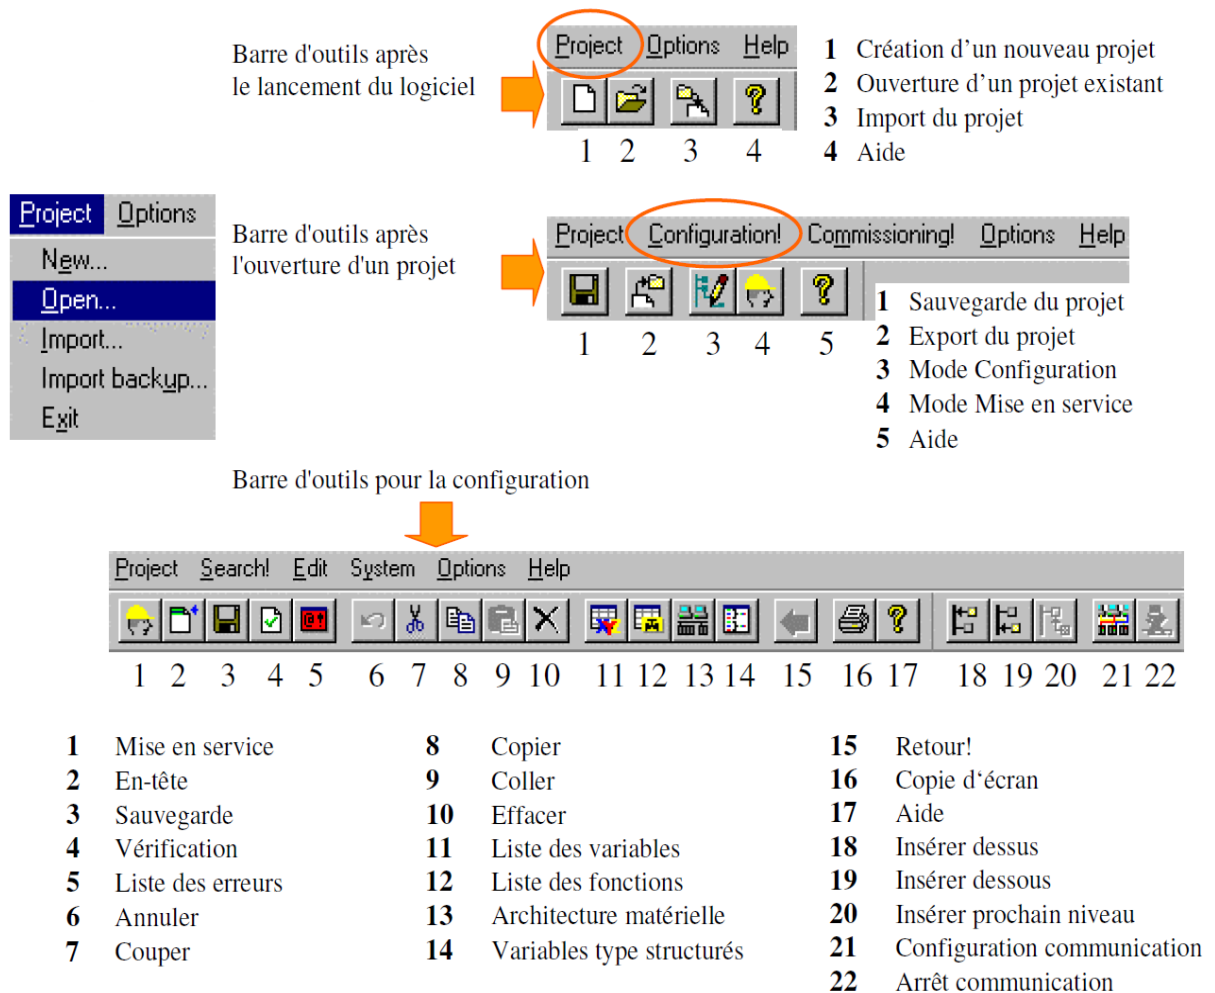 Barre d'outils après
le lancement du logiciel
Project Options Help
1 2 3 4
1 Création d’un nouveau projet
2 Ouverture d’un projet existant
3 Import du projet
4 Aide
Project Options
New...
Open...
Import...
Import backup...
Exit
Barre d'outils après
l'ouverture d'un projet
Project Configuration! Commissioning! Options Help
1 2 3 4 5
1 Sauvegarde du projet
2 Export du projet
3 Mode Configuration
4 Mode Mise en service
5 Aide
Barre d'outils pour la configuration
Project Search! Edit System Options Help
1 2 3 4 5 6 7 8 9 10 11 12 13 14 15 16 17 18 19 20 21 22
1 Mise en service
2 En-tête
3 Sauvegarde
4 Vérification
5 Liste des erreurs
6 Annuler
7 Couper
8 Copier
9 Coller
10 Effacer
11 Liste des variables
12 Liste des fonctions
13 Architecture matérielle
14 Variables type structurés
15 Retour!
16 Copie d‘écran
17 Aide
18 Insérer dessus
19 Insérer dessous
20 Insérer prochain niveau
21 Configuration communication
22 Arrêt communication